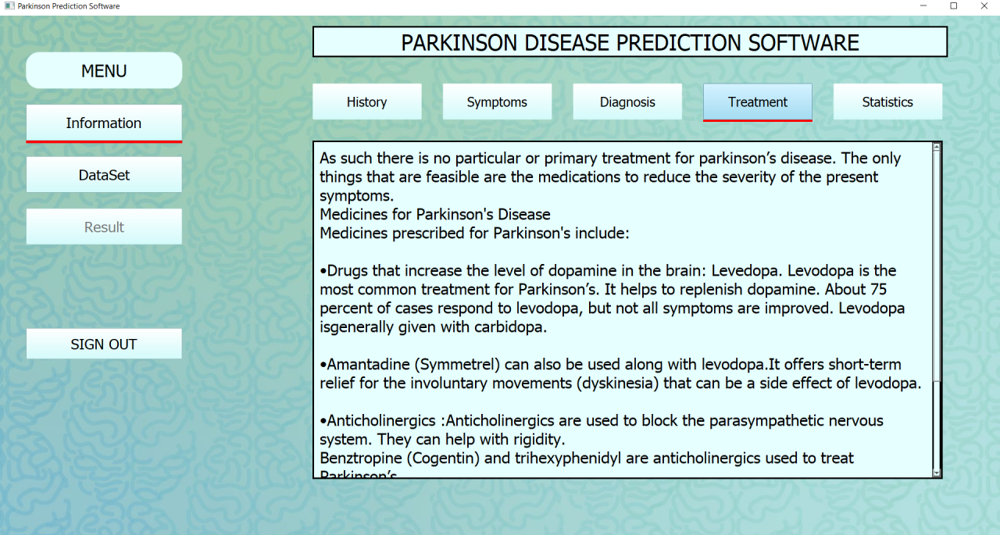 Parkinson Prediction Software
PARKINSON DISEASE PREDICTION SOFTWARE
MENU
Information
DataSet
Result
SIGN OUT
History
Symptoms
Diagnosis
Treatment
Statistics
As such there is no particular or primary treatment for parkinson’s disease. The only
things that are feasible are the medications to reduce the severity of the present
symptoms.
Medicines for Parkinson's Disease
Medicines prescribed for Parkinson's include:
•Drugs that increase the level of dopamine in the brain: Levedopa. Levodopa is the
most common treatment for Parkinson’s. It helps to replenish dopamine. About 75
percent of cases respond to levodopa, but not all symptoms are improved. Levodopa
isgenerally given with carbidopa.
•Amantadine (Symmetrel) can also be used along with levodopa.It offers short-term
relief for the involuntary movements (dyskinesia) that can be a side effect of levodopa.
•Anticholinergics :Anticholinergics are used to block the parasympathetic nervous
system. They can help with rigidity.
Benztropine (Cogentin) and trihexyphenidyl are anticholinergics used to treat
Parkinson’s